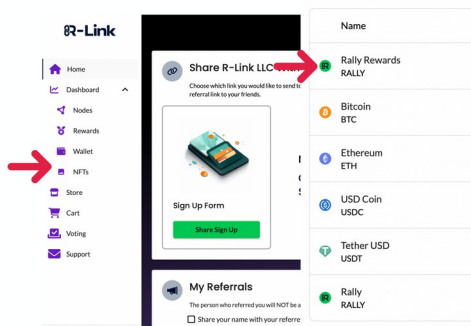 R-Link
Home
Dashboard
Nodes
Rewards
Wallet
NFTs
Store
Cart
Voting
Support
Share R-Link LLC
Choose which link you would like to send to
referral link to your friends.
Sign Up Form
Share Sign Up
My Referrals
The person who referred you will NOT be a
Share your name with your referre
Name
Rally Rewards
RALLY
Bitcoin
BTC
Ethereum
ETH
USD Coin
USDC
Tether USD
USDT
Rally
RALLY